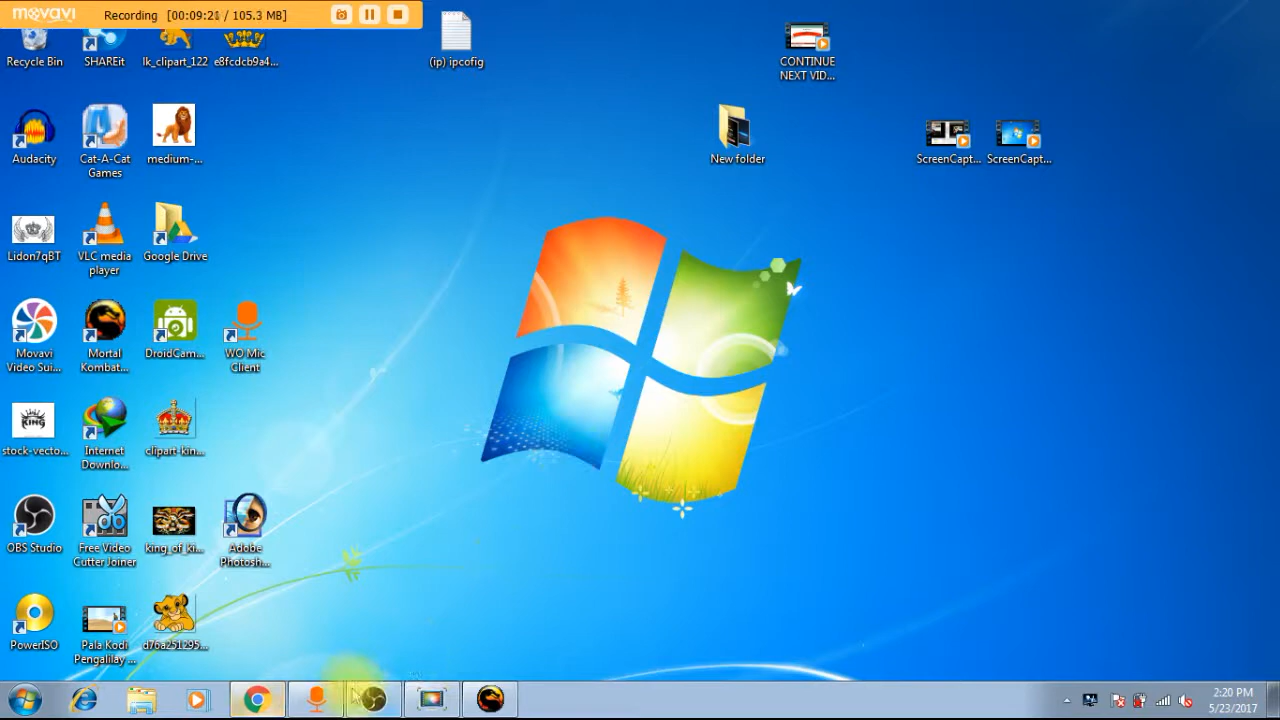 movavi
Recording [00:09:21 / 105.3 MB]
Recycle Bin
SHAREit
lk_clipart_122
e8fcdcb9a4...
(ip) ipcofig
CONTINUE
NEXT VID...
Audacity
Cat-A-Cat
Games
medium-...
New folder
ScreenCapt...
ScreenCapt...
Lidon7qBT
VLC media
player
Google Drive
Movavi
Video Sui...
Mortal
Kombat...
DroidCam...
WO Mic
Client
stock-vecto...
KING
Internet
Downlo...
clipart-kin...
OBS Studio
Free Video
Cutter Joiner
king_of_ki...
Adobe
Photosh...
PowerISO
Pala Kodi
Pengalilay ...
d76a251295...
2:20 PM
5/23/2017